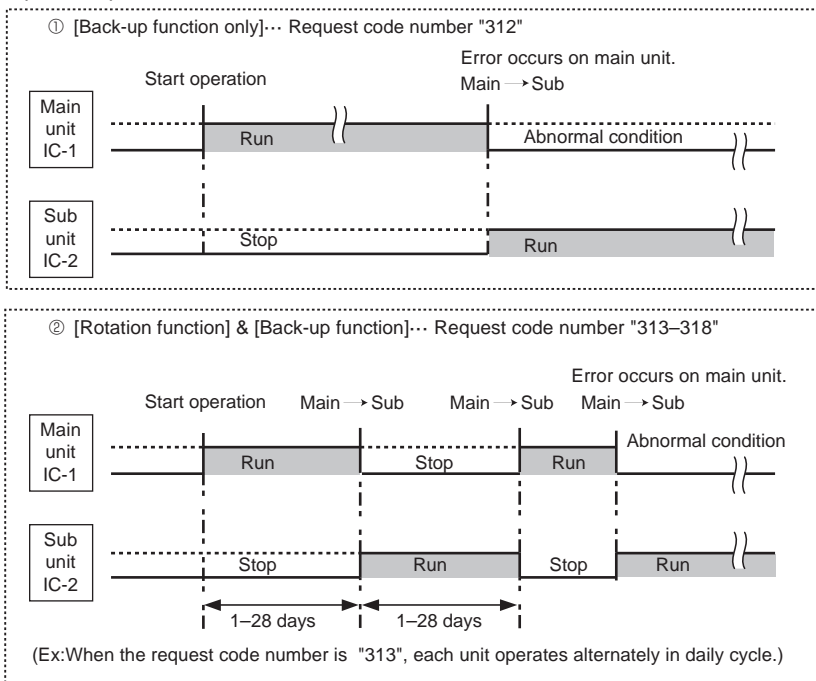 ① [Back-up function only]··· Request code number "312"
Error occurs on main unit.
Start operation
Main → Sub
Main
unit
IC-1
Run
Abnormal condition
Sub
unit
IC-2
Stop
Run
② [Rotation function] & [Back-up function]··· Request code number "313–318"
Error occurs on main unit.
Start operation
Main → Sub
Main → Sub
Main → Sub
Main
unit
IC-1
Run
Stop
Run
Abnormal condition
Sub
unit
IC-2
Stop
Run
Stop
Run
1–28 days
1–28 days
(Ex:When the request code number is "313", each unit operates alternately in daily cycle.)